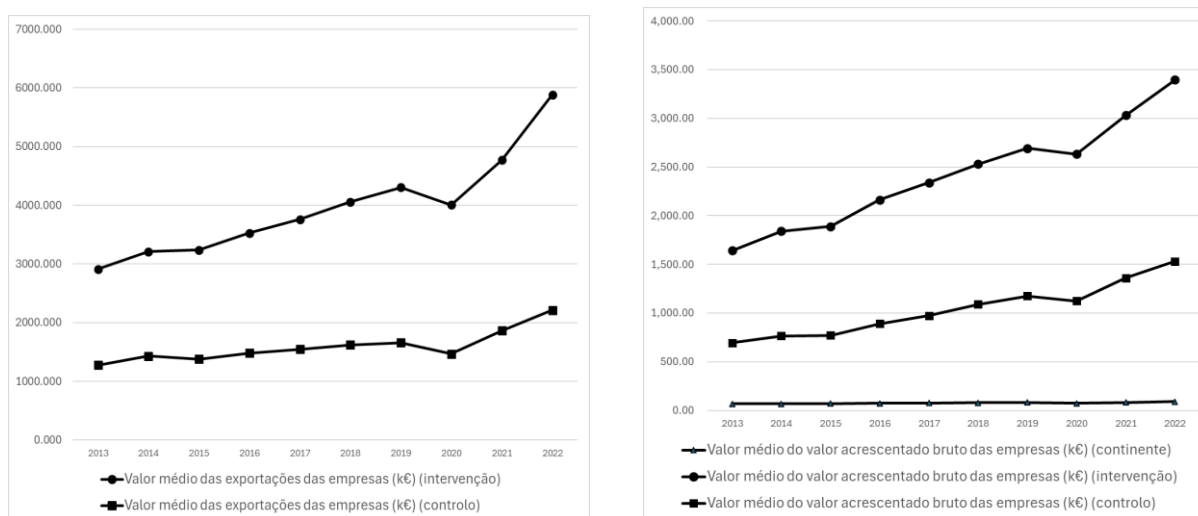 7000.000
6000.000
5000.000
4000.000
3000.000
2000.000
1000.000
0.000
2013 2014 2015 2016 2017 2018 2019 2020 2021 2022
Valor médio das exportações das empresas (k€) (intervenção)
Valor médio das exportações das empresas (k€) (controlo)
4,000.00
3,500.00
3,000.00
2,500.00
2,000.00
1,500.00
1,000.00
500.00
0.00
2013 2014 2015 2016 2017 2018 2019 2020 2021 2022
Valor médio do valor acrescentado bruto das empresas (k€) (continente)
Valor médio do valor acrescentado bruto das empresas (k€) (intervenção)
Valor médio do valor acrescentado bruto das empresas (k€) (controlo)